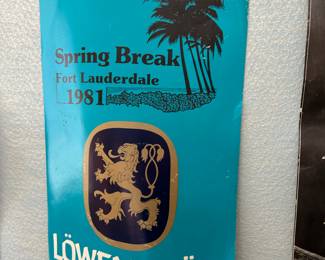 Spring Break
Fort Lauderdale
1981